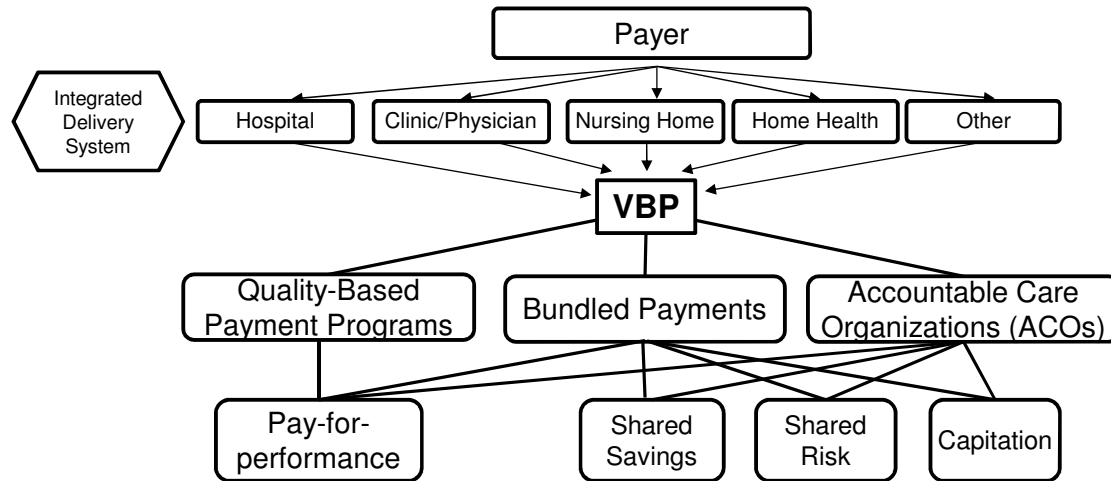 Payer
Integrated
Delivery
System
Hospital
Clinic/Physician
Nursing Home
Home Health
Other
VBP
Quality-Based
Payment Programs
Bundled Payments
Accountable Care
Organizations (ACOs)
Pay-for-
performance
Shared
Savings
Shared
Risk
Capitation